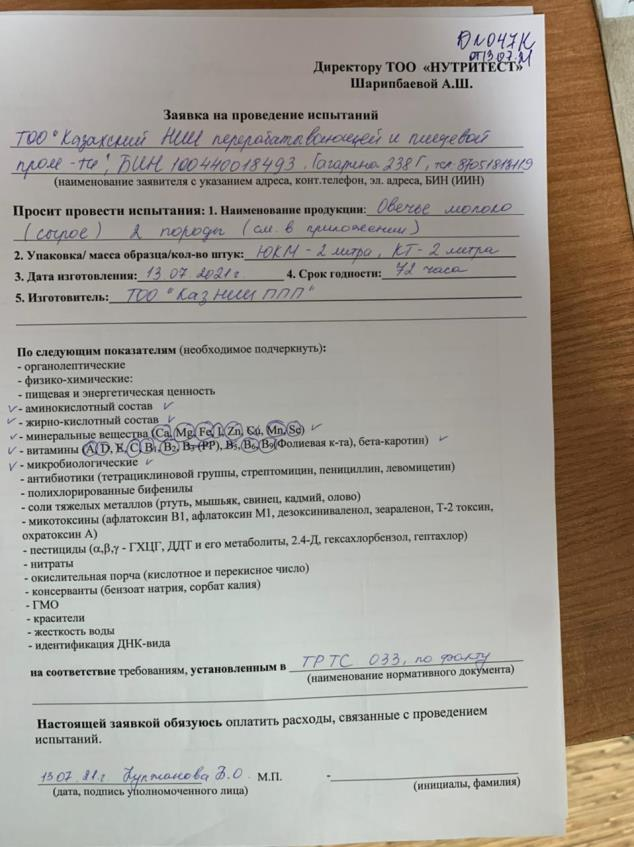 DN047К
от 13.07.21
Директору ТОО «НУТРИТЕСТ»
Шарипбаевой А.Ш.
Заявка на проведение испытаний
ТОО "Казахский НИИ перерабатывающей и пищевой
пром-ти", БИН 100440018493, Гагарина 238Г, тел. 87051813119
(наименование заявителя с указанием адреса, конт.телефон, эл. адреса, БИН (ИИН)
Просит провести испытания: 1. Наименование продукции: Овечье молоко
(сырое) 2 породы (см. в приложении)
2. Упаковка/ масса образца/кол-во штук: ЮКМ - 2 литра, КТ - 2 литра
3. Дата изготовления: 13 07 2021г. 4. Срок годности: 72 часа
5. Изготовитель: ТОО "Каз НИИ ППП"
По следующим показателям (необходимое подчеркнуть):
- органолептические
- физико-химические:
- пищевая и энергетическая ценность
- аминокислотный состав
- жирно-кислотный состав
- минеральные вещества (Ca, Mg, Fe, I, Zn, Cu, Mn, Se)
- витамины (A, D, E, C, B1, B2, B3 (PP), B5, B6, B9(Фолиевая к-та), бета-каротин)
- микробиологические
- антибиотики (тетрациклиновой группы, стрептомицин, пенициллин, левомицетин)
- полихлорированные бифенилы
- соли тяжелых металлов (ртуть, мышьяк, свинец, кадмий, олово)
- микотоксины (афлатоксин В1, афлатоксин М1, дезоксиниваленол, зеараленон, Т-2 токсин,
охратоксин А)
- пестициды (α,β,γ - ГХЦГ, ДДТ и его метаболиты, 2.4-Д, гексахлорбензол, гептахлор)
- нитраты
- окислительная порча (кислотное и перекисное число)
- консерванты (бензоат натрия, сорбат калия)
- ГМО
- красители
- жесткость воды
- идентификация ДНК-вида
на соответствие требованиям, установленным в ТР ТС 033, по факту
(наименование нормативного документа)
Настоящей заявкой обязуюсь оплатить расходы, связанные с проведением
испытаний.
13.07.21г. М.П.
(дата, подпись уполномоченного лица) (инициалы, фамилия)